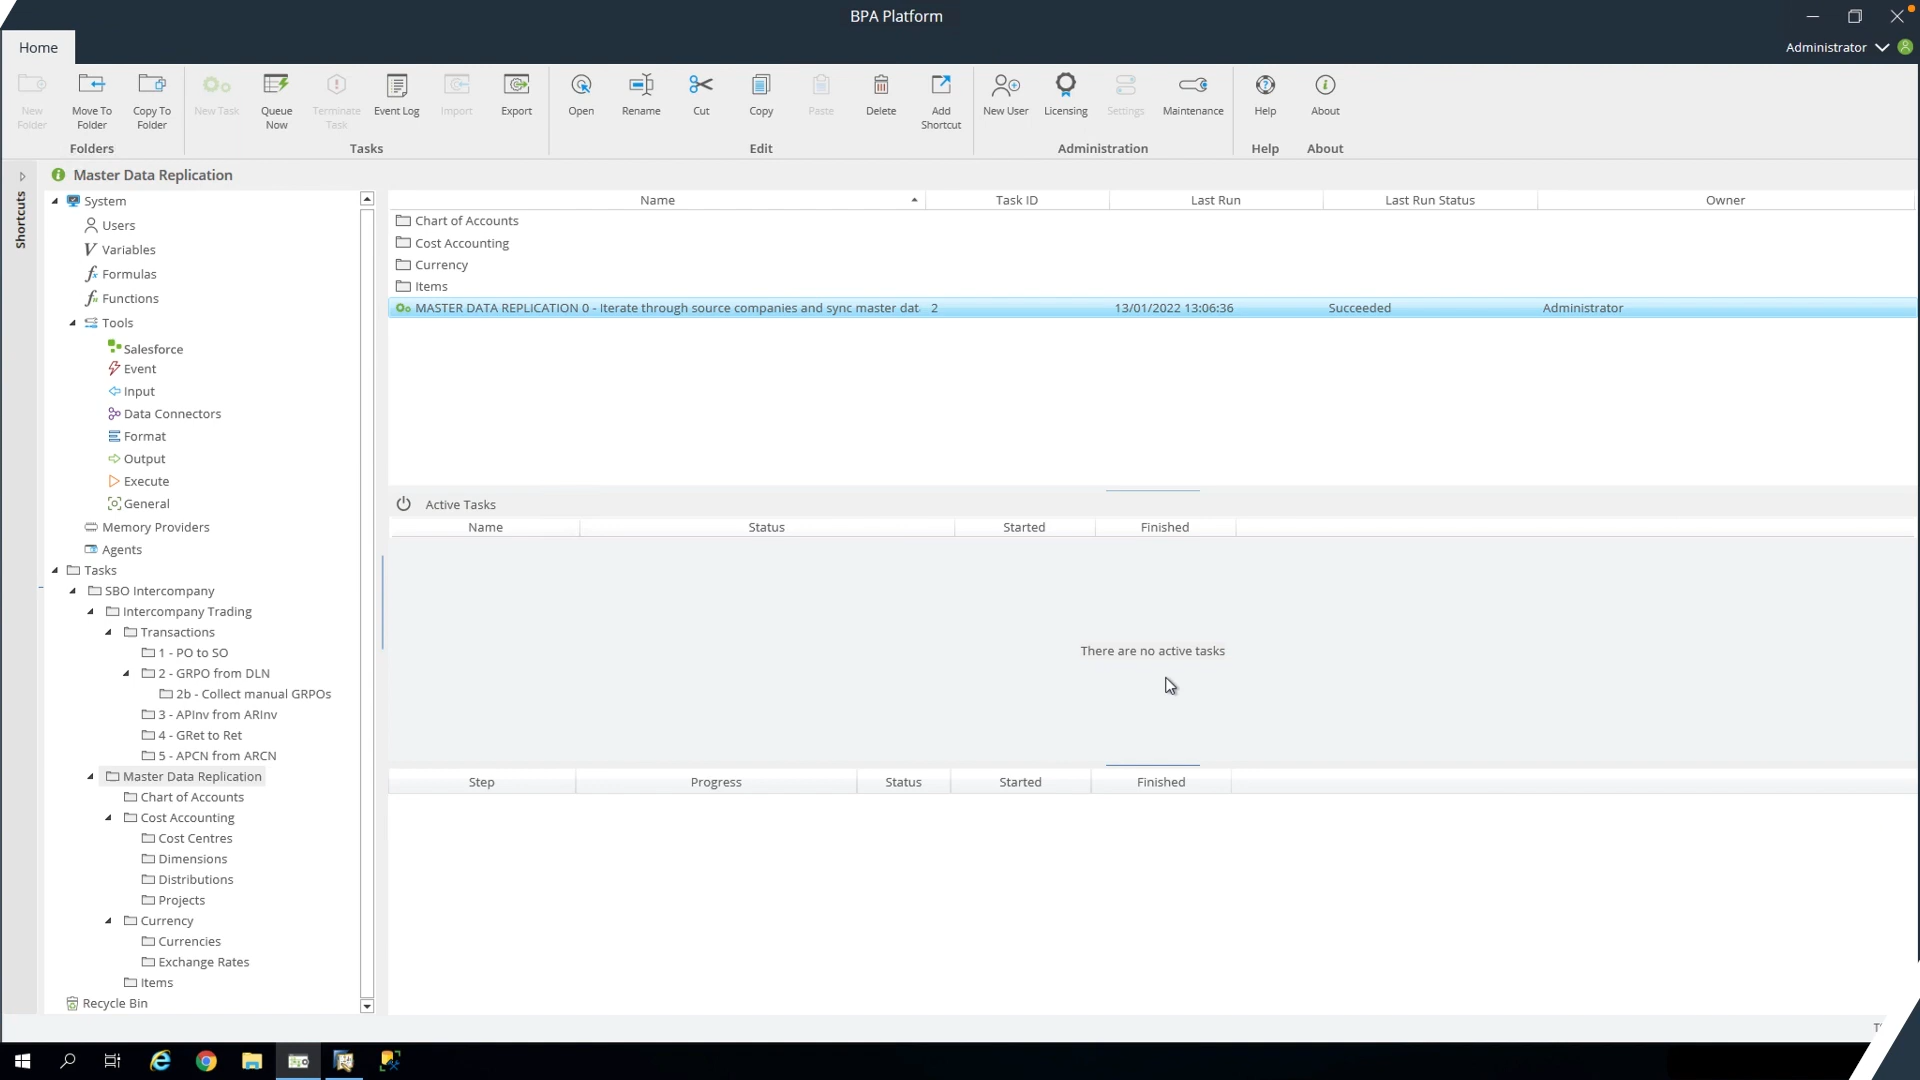 BPA Platform
Home
Administrator
New Folder
Move To Folder
Copy To Folder
New Task
Queue Now
Terminate Task
Event Log
Import
Export
Open
Rename
Cut
Copy
Paste
Delete
Add Shortcut
New User
Licensing
Settings
Maintenance
Help
About
Folders
Tasks
Edit
Administration
Help
About
Shortcuts
Master Data Replication
System
Users
Variables
Formulas
Functions
Tools
Salesforce
Event
Input
Data Connectors
Format
Output
Execute
General
Memory Providers
Agents
Tasks
SBO Intercompany
Intercompany Trading
Transactions
1 - PO to SO
2 - GRPO from DLN
2b - Collect manual GRPOs
3 - APInv from ARInv
4 - GRet to Ret
5 - APCN from ARCN
Master Data Replication
Chart of Accounts
Cost Accounting
Cost Centres
Dimensions
Distributions
Projects
Currency
Currencies
Exchange Rates
Items
Recycle Bin
Name Task ID Last Run Last Run Status Owner
Chart of Accounts
Cost Accounting
Currency
Items
MASTER DATA REPLICATION 0 - Iterate through source companies and sync master dat 2 13/01/2022 13:06:36 Succeeded Administrator
Active Tasks
Name Status Started Finished
There are no active tasks
Step Progress Status Started Finished